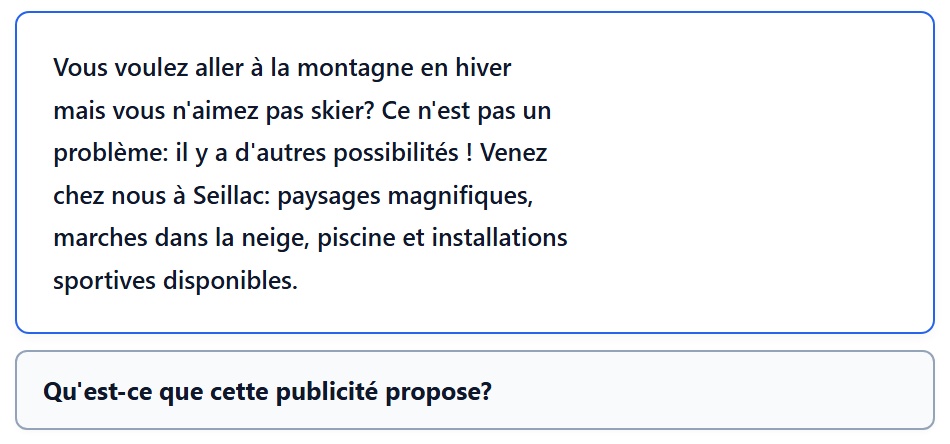 Vous voulez aller à la montagne en hiver
mais vous n'aimez pas skier? Ce n'est pas un
problème: il y a d'autres possibilités ! Venez
chez nous à Seillac: paysages magnifiques,
marches dans la neige, piscine et installations
sportives disponibles.
Qu'est-ce que cette publicité propose?